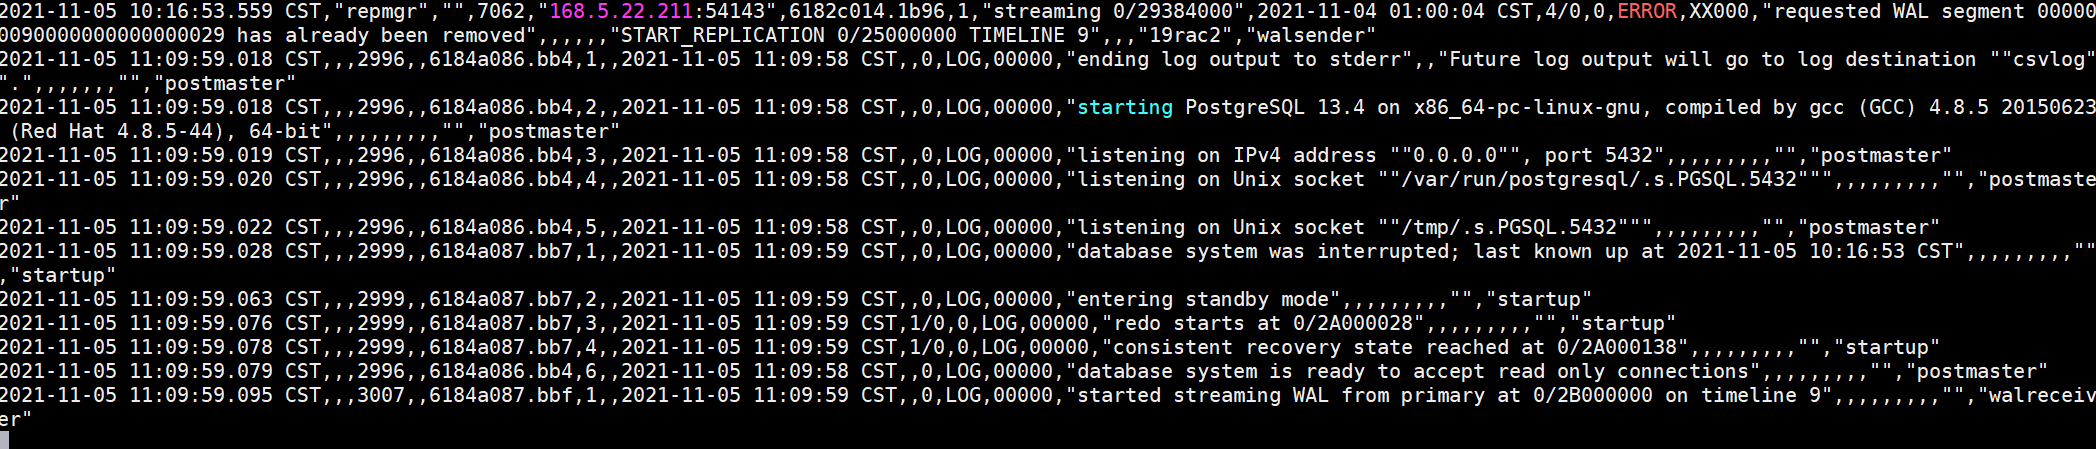 2021-11-05 10:16:53.559 CST,"repmgr","",7062,"168.5.22.211:54143",6182c014.1b96,1,"streaming 0/29384000",2021-11-04 01:00:04 CST,4/0,0,ERROR,XX000,"requested WAL segment 00000
0090000000000000029 has already been removed",,,,,,"START_REPLICATION 0/25000000 TIMELINE 9",,,"19rac2","walsender"
2021-11-05 11:09:59.018 CST,,,2996,,6184a086.bb4,1,,2021-11-05 11:09:58 CST,,0,LOG,00000,"ending log output to stderr",,"Future log output will go to log destination ""csvlog"
".",,,,,,,"","postmaster"
2021-11-05 11:09:59.018 CST,,,2996,,6184a086.bb4,2,,2021-11-05 11:09:58 CST,,0,LOG,00000,"starting PostgreSQL 13.4 on x86_64-pc-linux-gnu, compiled by gcc (GCC) 4.8.5 20150623
(Red Hat 4.8.5-44), 64-bit",,,,,,,,,"","postmaster"
2021-11-05 11:09:59.019 CST,,,2996,,6184a086.bb4,3,,2021-11-05 11:09:58 CST,,0,LOG,00000,"listening on IPv4 address ""0.0.0.0"", port 5432",,,,,,,,,"","postmaster"
2021-11-05 11:09:59.020 CST,,,2996,,6184a086.bb4,4,,2021-11-05 11:09:58 CST,,0,LOG,00000,"listening on Unix socket ""/var/run/postgresql/.s.PGSQL.5432""",,,,,,,,,"","postmaste
r"
2021-11-05 11:09:59.022 CST,,,2996,,6184a086.bb4,5,,2021-11-05 11:09:58 CST,,0,LOG,00000,"listening on Unix socket ""/tmp/.s.PGSQL.5432""",,,,,,,,,"","postmaster"
2021-11-05 11:09:59.028 CST,,,2999,,6184a087.bb7,1,,2021-11-05 11:09:59 CST,,0,LOG,00000,"database system was interrupted; last known up at 2021-11-05 10:16:53 CST",,,,,,,,,""
,"startup"
2021-11-05 11:09:59.063 CST,,,2999,,6184a087.bb7,2,,2021-11-05 11:09:59 CST,,0,LOG,00000,"entering standby mode",,,,,,,,,"","startup"
2021-11-05 11:09:59.076 CST,,,2999,,6184a087.bb7,3,,2021-11-05 11:09:59 CST,1/0,0,LOG,00000,"redo starts at 0/2A000028",,,,,,,,,"","startup"
2021-11-05 11:09:59.078 CST,,,2999,,6184a087.bb7,4,,2021-11-05 11:09:59 CST,1/0,0,LOG,00000,"consistent recovery state reached at 0/2A000138",,,,,,,,,"","startup"
2021-11-05 11:09:59.079 CST,,,2996,,6184a086.bb4,6,,2021-11-05 11:09:58 CST,,0,LOG,00000,"database system is ready to accept read only connections",,,,,,,,,"","postmaster"
2021-11-05 11:09:59.095 CST,,,3007,,6184a087.bbf,1,,2021-11-05 11:09:59 CST,,0,LOG,00000,"started streaming WAL from primary at 0/2B000000 on timeline 9",,,,,,,,,"","walreceiv
er"